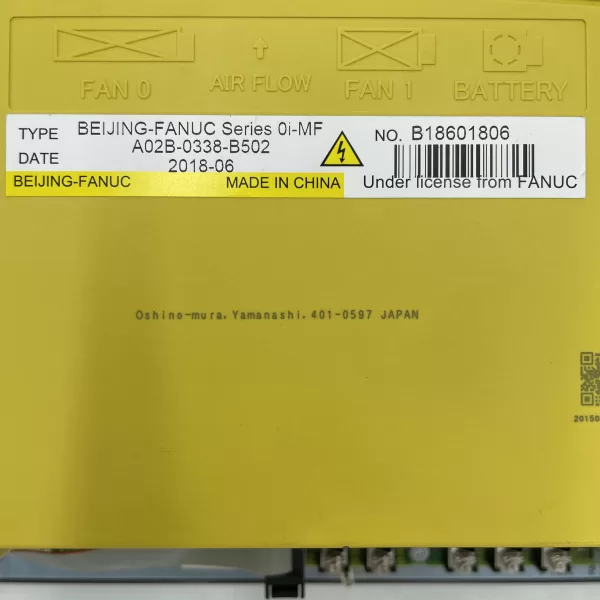 FAN 0 AIR FLOW FAN 1 BATTERY
TYPE BEIJING-FANUC Series 0i-MF NO. B18601806
A02B-0338-B502
DATE 2018-06
BEIJING-FANUC MADE IN CHINA Under license from FANUC
Oshino-mura, Yamanashi, 401-0597 JAPAN